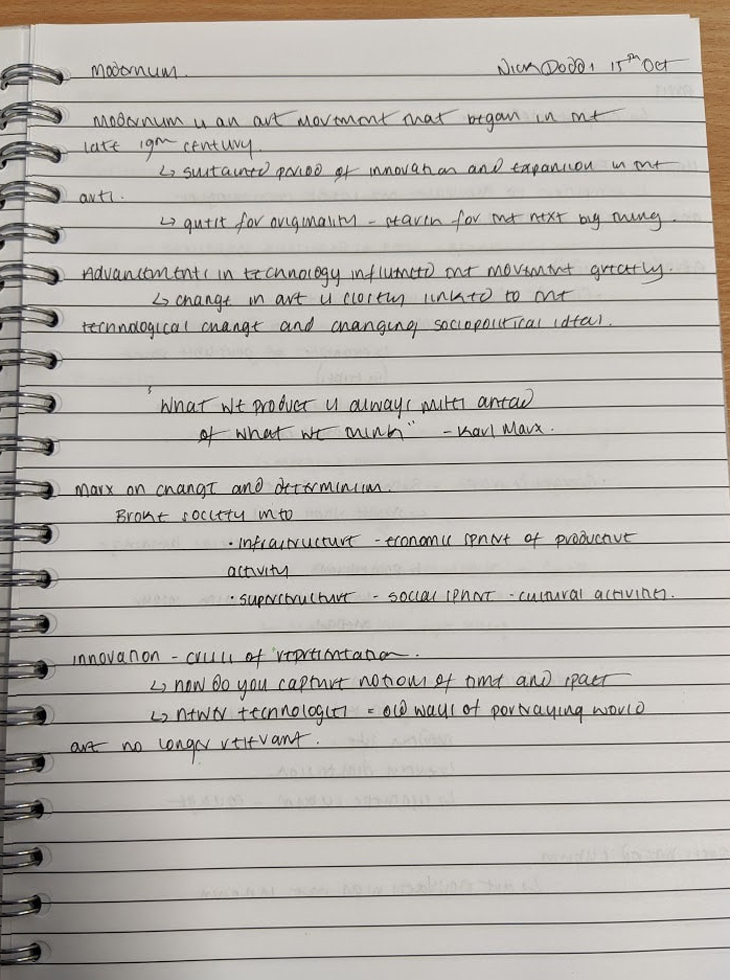 Modernism. Nick Dodds 15th Oct
Modernism is an art movement that began in the
late 19th century.
↳ sustained period of innovation and expansion in the
arts.
↳ quest for originality - search for the next big thing.
Advancements in technology influenced the movement greatly.
↳ change in art is closely linked to the
technological change and changing sociopolitical ideas.
"What we produce is always miles ahead
of what we think" - Karl Marx.
Marx on change and determinism.
Broke society into
• infrastructure - economic sphere of productive
activity
• superstructure - social sphere - cultural activities.
innovation - crisis of representation.
↳ how do you capture notions of time and space
↳ newer technologies = old ways of portraying world
are no longer relevant.